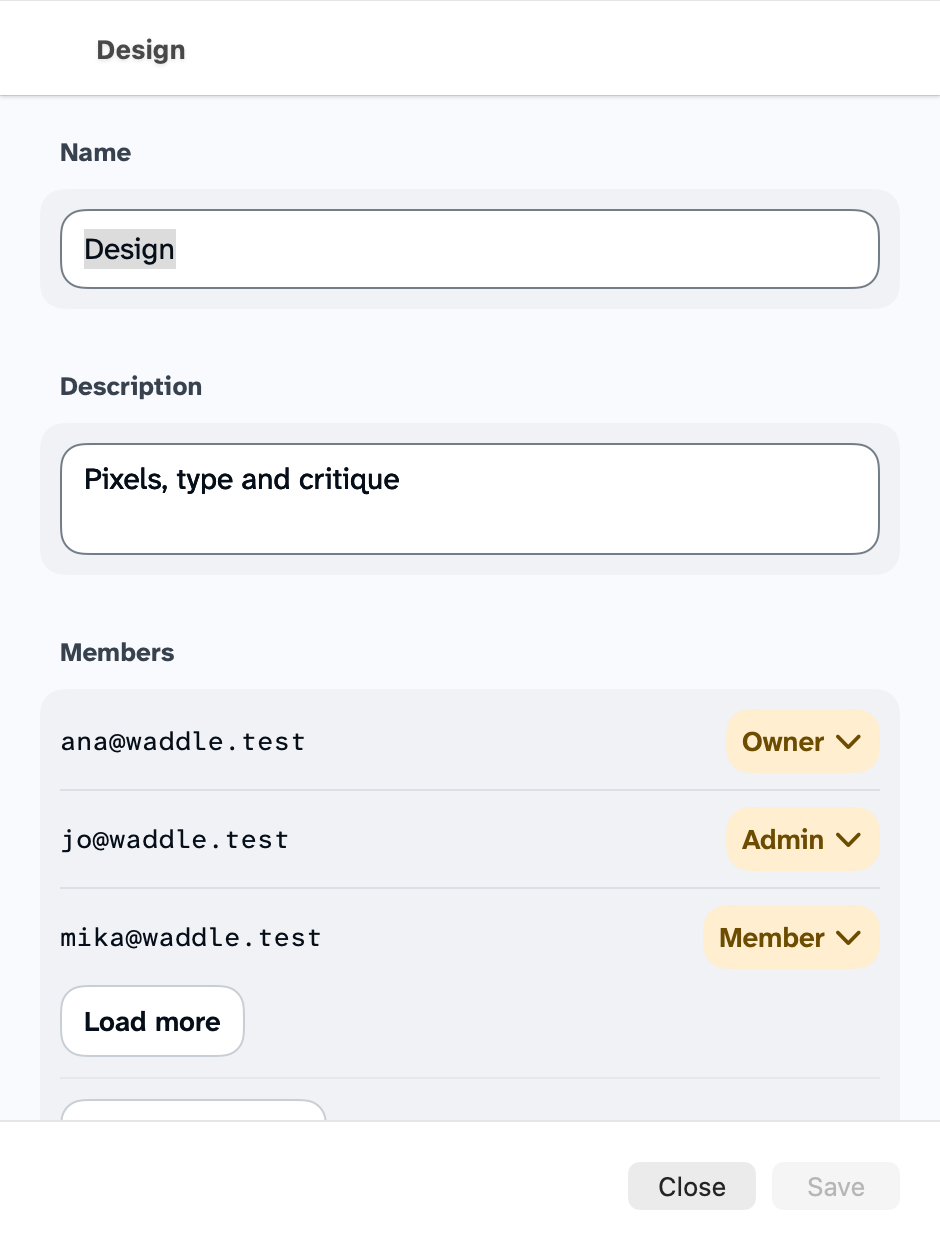 Design
Name
Design
Description
Pixels, type and critique
Members
ana@waddle.test
Owner
jo@waddle.test
Admin
mika@waddle.test
Member
Load more
Close
Save